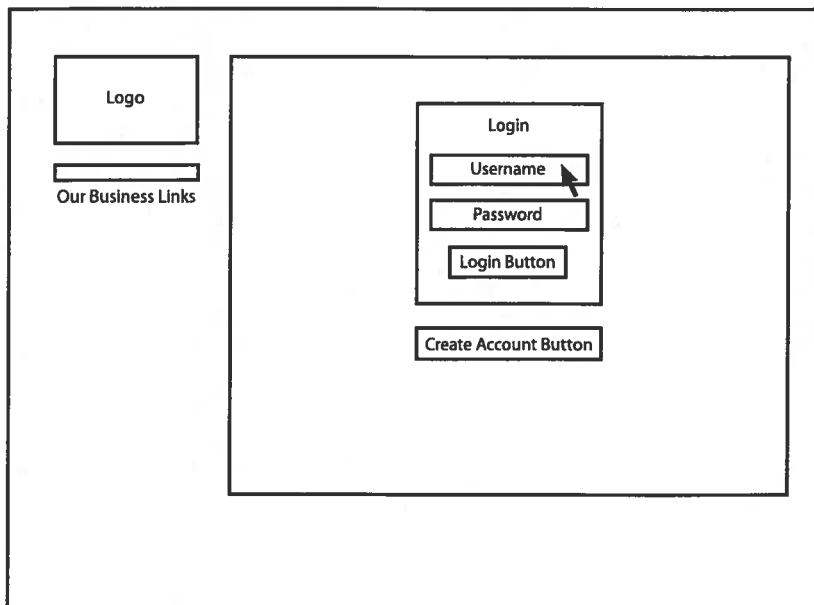 Logo
Our Business Links
Login
Username
Password
Login Button
Create Account Button